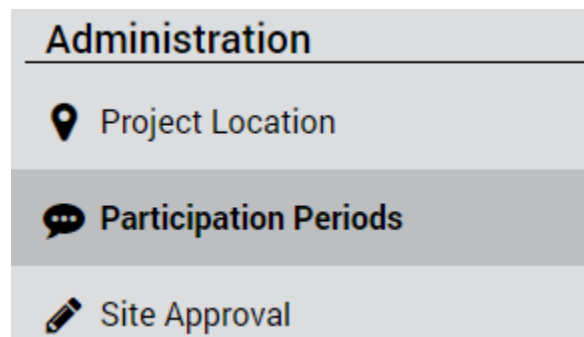 Administration
Project Location
Participation Periods
Site Approval